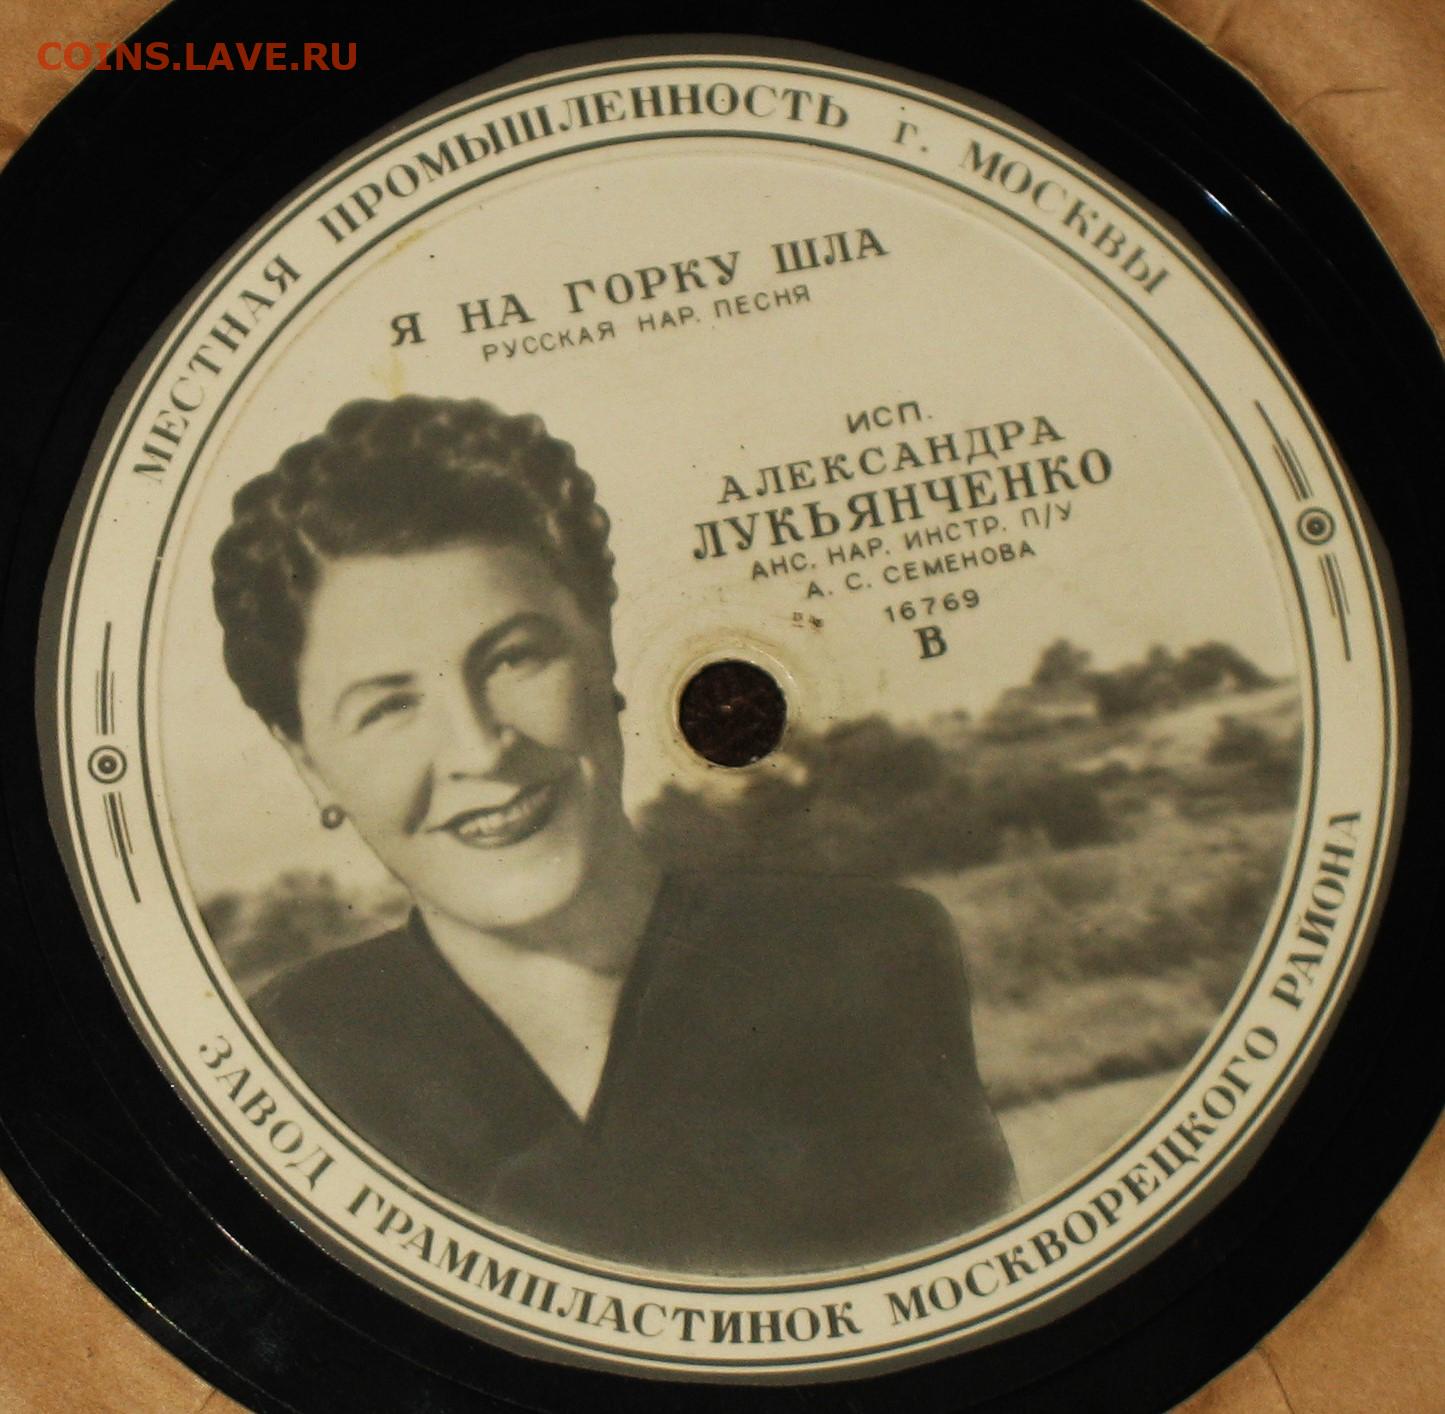 COINS.LAVE.RU
МЕСТНАЯ ПРОМЫШЛЕННОСТЬ г. МОСКВЫ
Я НА ГОРКУ ШЛА
РУССКАЯ НАР. ПЕСНЯ
ИСП.
АЛЕКСАНДРА
ЛУКЬЯНЧЕНКО
АНС. НАР. ИНСТР. П/У
А. С. СЕМЕНОВА
16769
В
ЗАВОД ГРАММПЛАСТИНОК МОСКВОРЕЦКОГО РАЙОНА